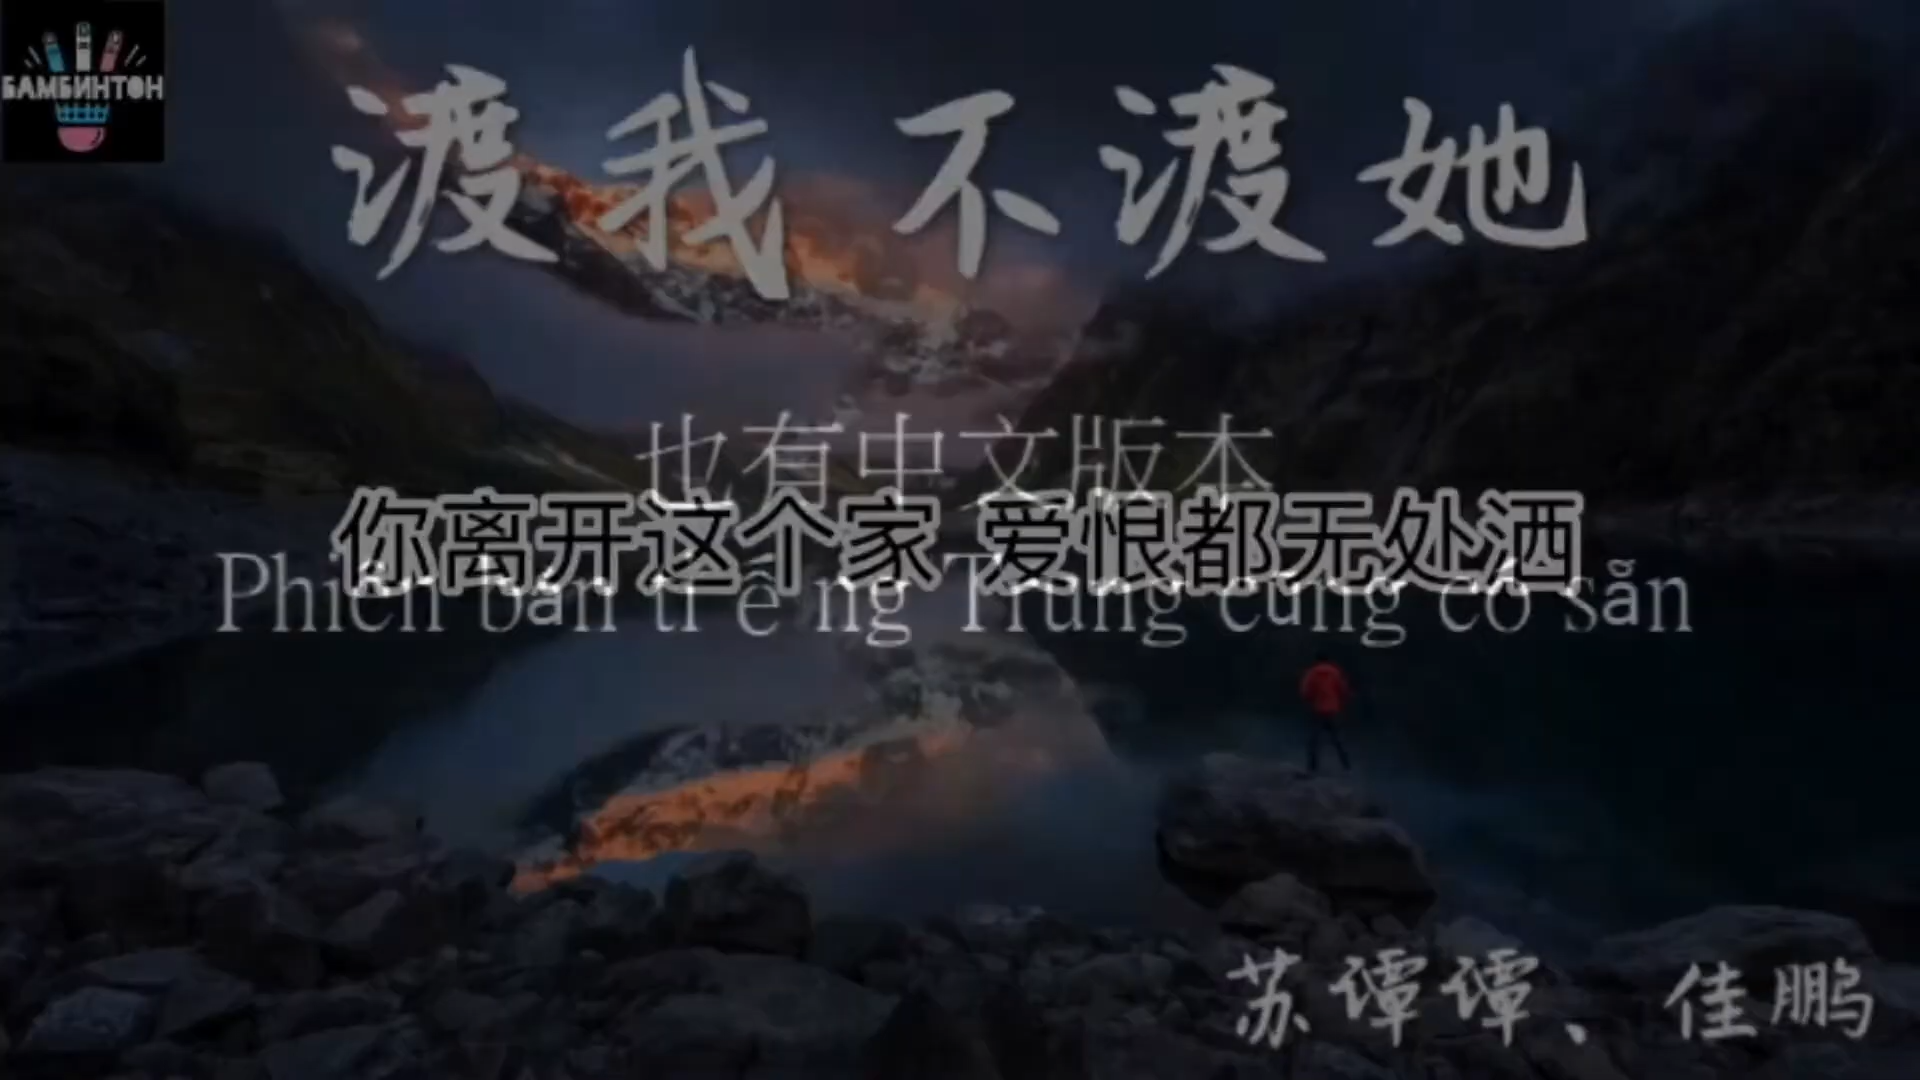 БАМБИНТОН
渡我不渡她
也有中文版本
你离开这个家 爱恨都无处洒
Phiên bản tiếng Trung cũng có sẵn
苏谭谭、佳鹏